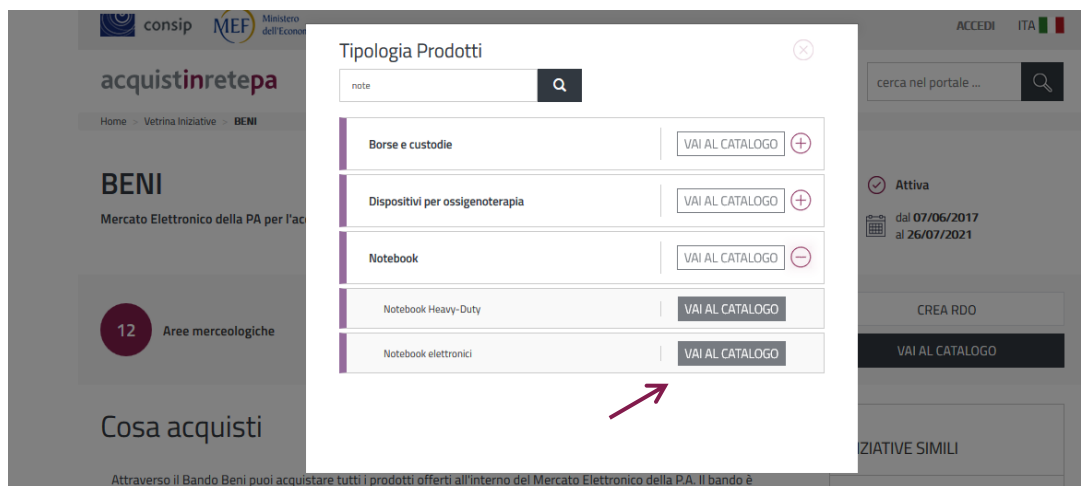 consip
MEF
Ministero
dell'Econom
ACCEDI
ITA
acquistinretepa
cerca nel portale ...
Home > Vetrina Iniziative > BENI
Tipologia Prodotti
note
Borse e custodie
VAI AL CATALOGO
Dispositivi per ossigenoterapia
VAI AL CATALOGO
Notebook
VAI AL CATALOGO
Notebook Heavy-Duty
VAI AL CATALOGO
Notebook elettronici
VAI AL CATALOGO
BENI
Mercato Elettronico della PA per l'ac
Attiva
dal 07/06/2017
al 26/07/2021
12
Aree merceologiche
CREA RDO
VAI AL CATALOGO
Cosa acquisti
IZIATIVE SIMILI
Attraverso il Bando Beni puoi acquistare tutti i prodotti offerti all'interno del Mercato Elettronico della P.A. Il bando è